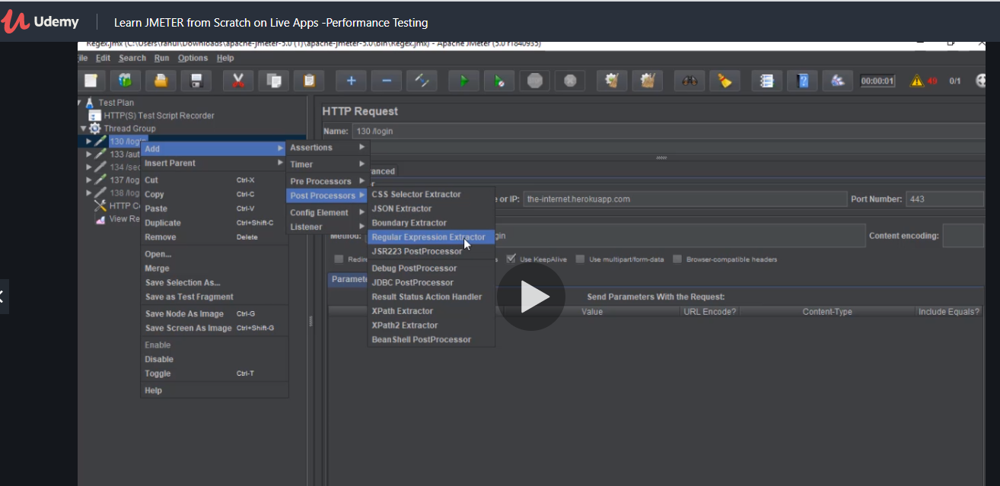 Udemy
Learn JMETER from Scratch on Live Apps -Performance Testing
Regex.jmx (C:\Users\rahul\Downloads\apache-jmeter-5.0 (1)\apache-jmeter-5.0\bin\Regex.jmx) - Apache JMeter (5.0 r1840935)
ile Edit Search Run Options Help
00:00:01 49 0/1
Test Plan
HTTP(S) Test Script Recorder
Thread Group
130 /login
133 /aut
134 /sec
137 /log
138 /log
HTTP Co
View Re
Add
Insert Parent
Cut Ctrl-X
Copy Ctrl-C
Paste Ctrl-V
Duplicate Ctrl+Shift-C
Remove Delete
Open...
Merge
Save Selection As...
Save as Test Fragment
Save Node As Image Ctrl-G
Save Screen As Image Ctrl+Shift-G
Enable
Disable
Toggle Ctrl-T
Help
Assertions
Timer
Pre Processors
Post Processors
Config Element
Listener
CSS Selector Extractor
JSON Extractor
Boundary Extractor
Regular Expression Extractor
JSR223 PostProcessor
Debug PostProcessor
JDBC PostProcessor
Result Status Action Handler
XPath Extractor
XPath2 Extractor
BeanShell PostProcessor
HTTP Request
Name: 130 /login
anced
e or IP: the-internet.herokuapp.com Port Number: 443
Method: gin Content encoding:
Redire s Use KeepAlive Use multipart/form-data Browser-compatible headers
Paramete
Send Parameters With the Request:
Value URL Encode? Content-Type Include Equals?